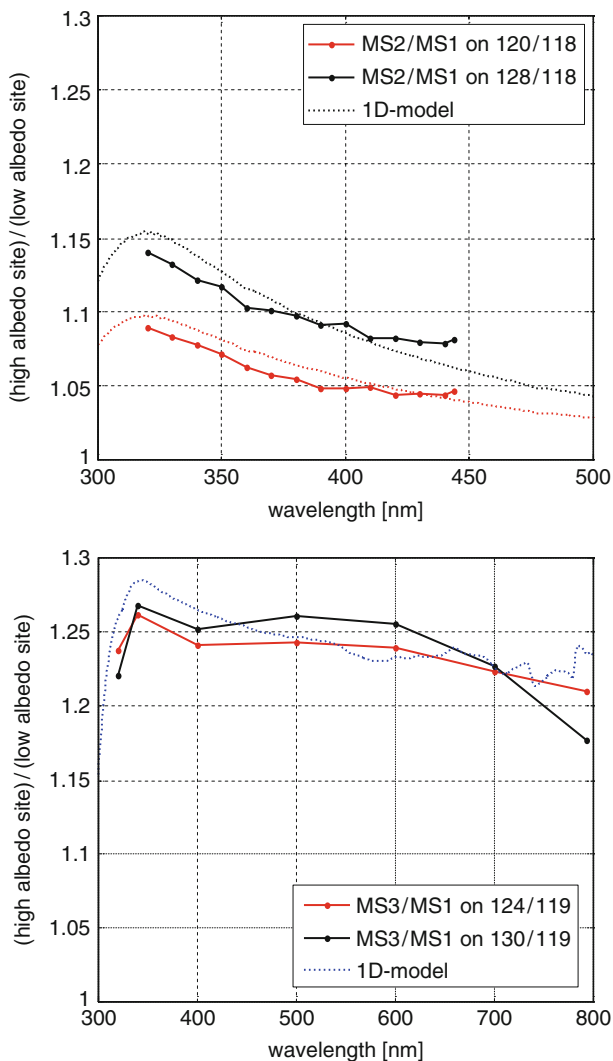 (high albedo site) / (low albedo site)
1.3
1.25
1.2
1.15
1.1
1.05
1
MS2/MS1 on 120/118
MS2/MS1 on 128/118
1D-model
300
350
400
450
500
wavelength [nm]
(high albedo site) / (low albedo site)
1.3
1.25
1.2
1.15
1.1
1.05
1
MS3/MS1 on 124/119
MS3/MS1 on 130/119
1D-model
300
400
500
600
700
800
wavelength [nm]